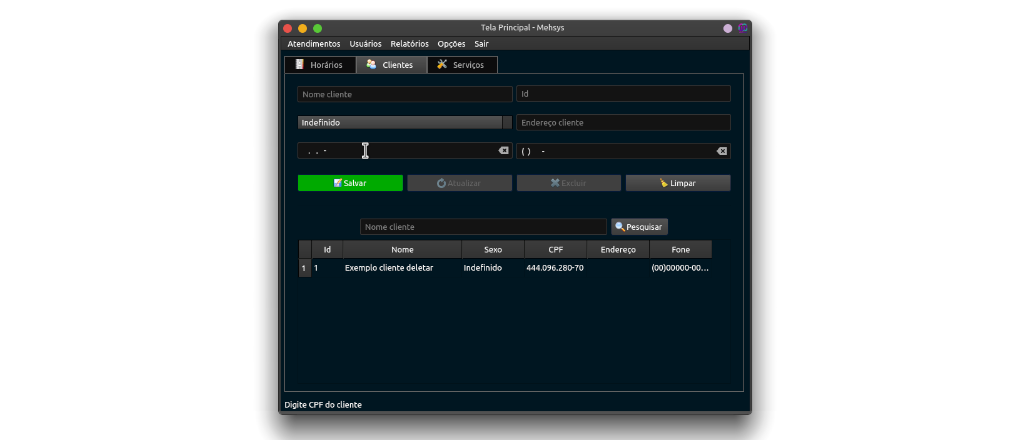 Tela Principal - Mehsys
Atendimentos Usuários Relatórios Opções Sair
Horários Clientes Serviços
Nome cliente Id
Indefinido Endereço cliente
. . - ( ) -
Salvar Atualizar Excluir Limpar
Nome cliente Pesquisar
Id Nome Sexo CPF Endereço Fone
1 1 Exemplo cliente deletar Indefinido 444.096.280-70 (00)00000-00...
Digite CPF do cliente